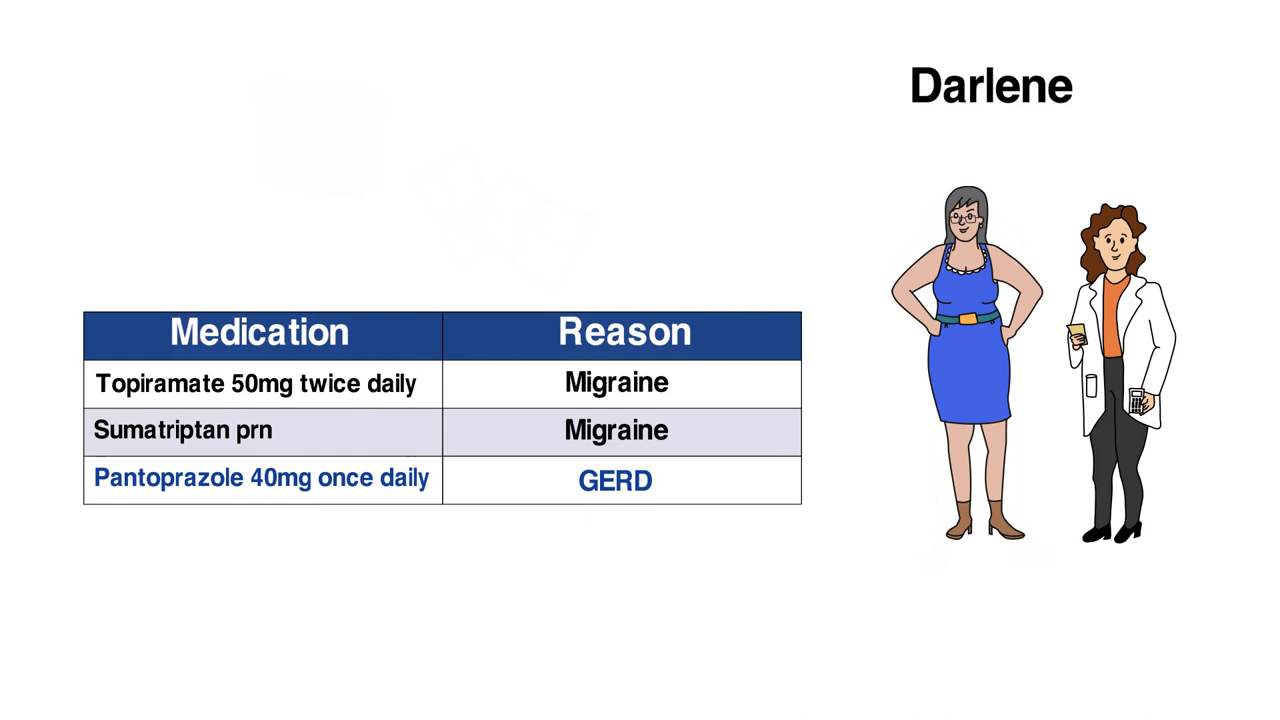 Darlene
Medication Reason
Topiramate 50mg twice daily Migraine
Sumatriptan prn Migraine
Pantoprazole 40mg once daily GERD